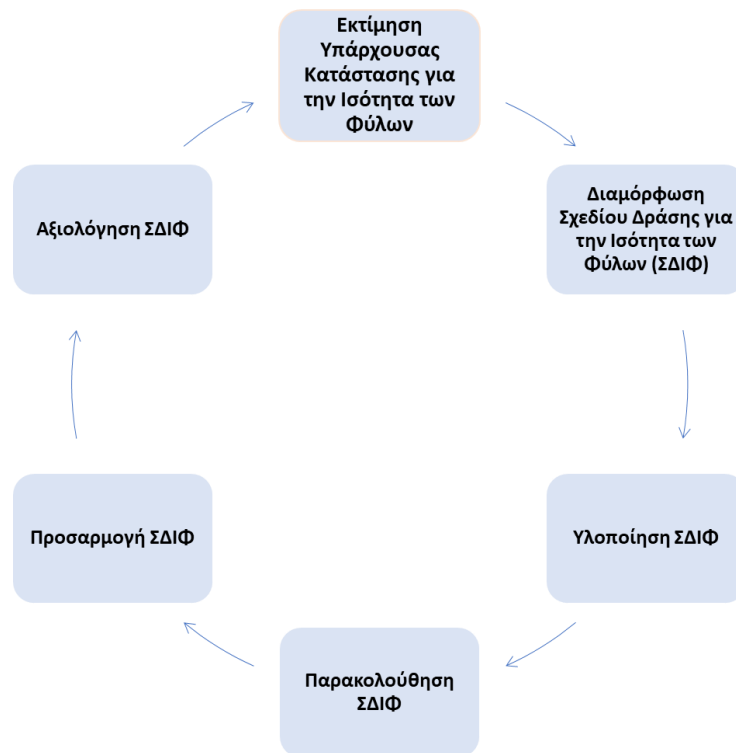 Εκτίμηση
Υπάρχουσας
Κατάστασης για
την Ισότητα των
Φύλων
Διαμόρφωση
Σχεδίου Δράσης για
την Ισότητα των
Φύλων (ΣΔΙΦ)
Υλοποίηση ΣΔΙΦ
Παρακολούθηση
ΣΔΙΦ
Προσαρμογή ΣΔΙΦ
Αξιολόγηση ΣΔΙΦ